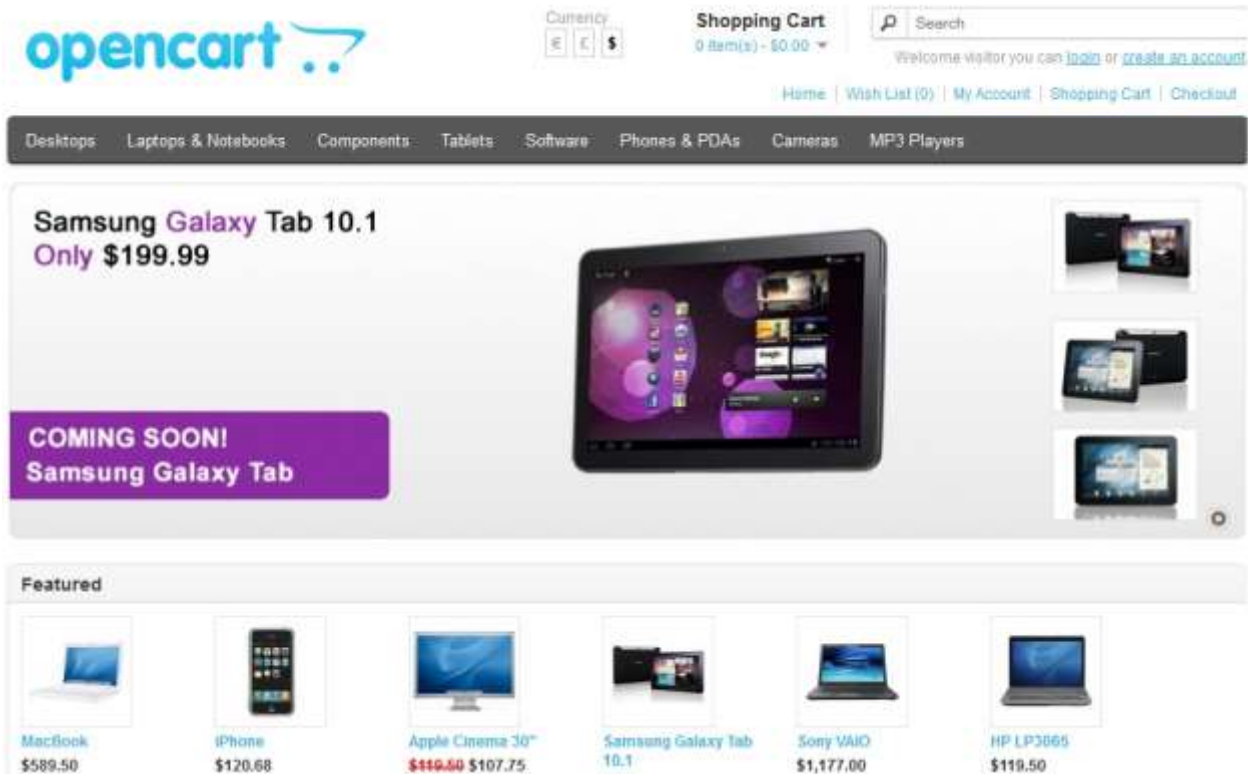 opencart
Currency
€ £ $
Shopping Cart
0 item(s) - $0.00
Search
Welcome visitor you can login or create an account
Home | Wish List (0) | My Account | Shopping Cart | Checkout
Desktops Laptops & Notebooks Components Tablets Software Phones & PDAs Cameras MP3 Players
Samsung Galaxy Tab 10.1
Only $199.99
COMING SOON!
Samsung Galaxy Tab
Featured
MacBook
$589.50
iPhone
$120.68
Apple Cinema 30"
$119.50 $107.75
Samsung Galaxy Tab
10.1
Sony VAIO
$1,177.00
HP LP3065
$119.50